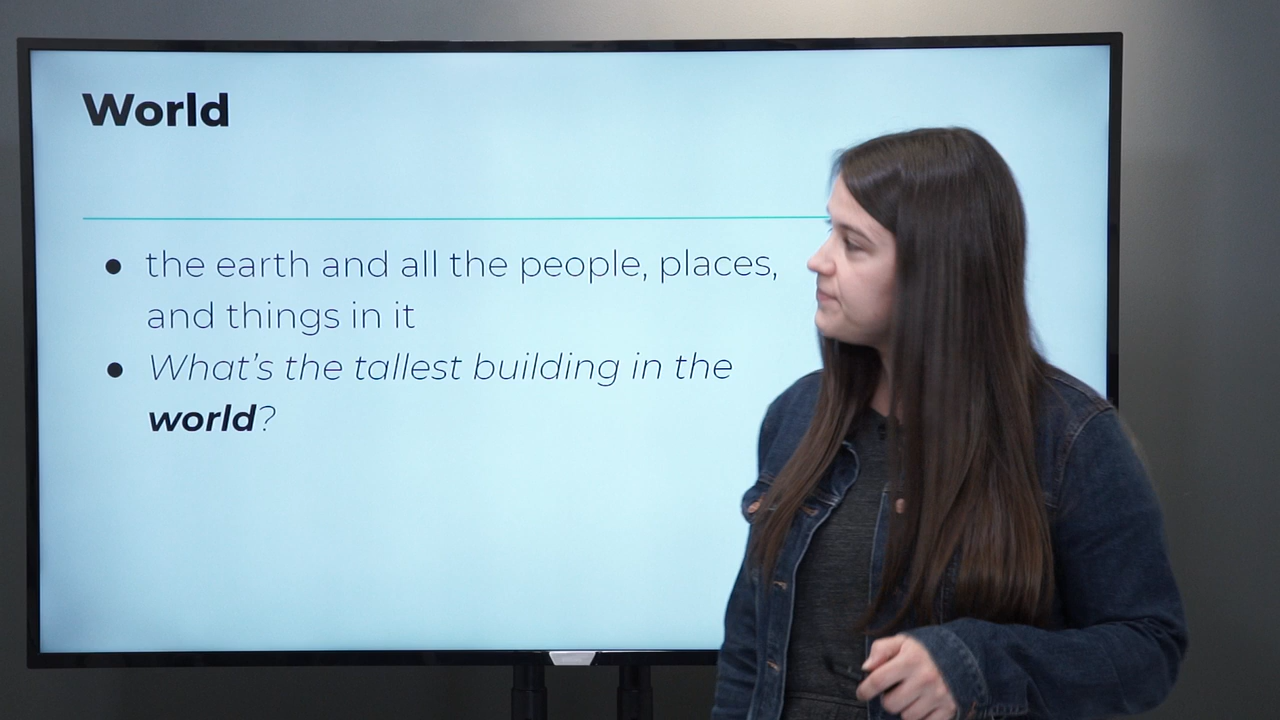 World
● the earth and all the people, places,
and things in it
● What's the tallest building in the
world?